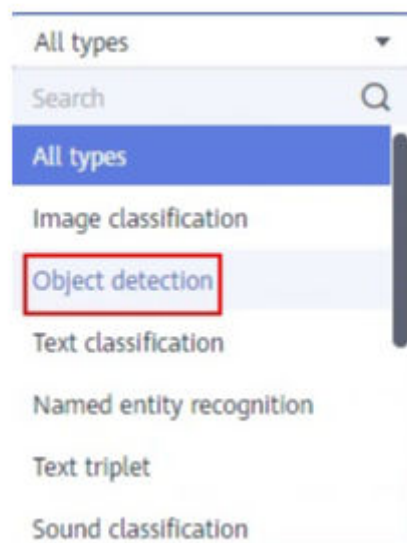 All types
Search
All types
Image classification
Object detection
Text classification
Named entity recognition
Text triplet
Sound classification